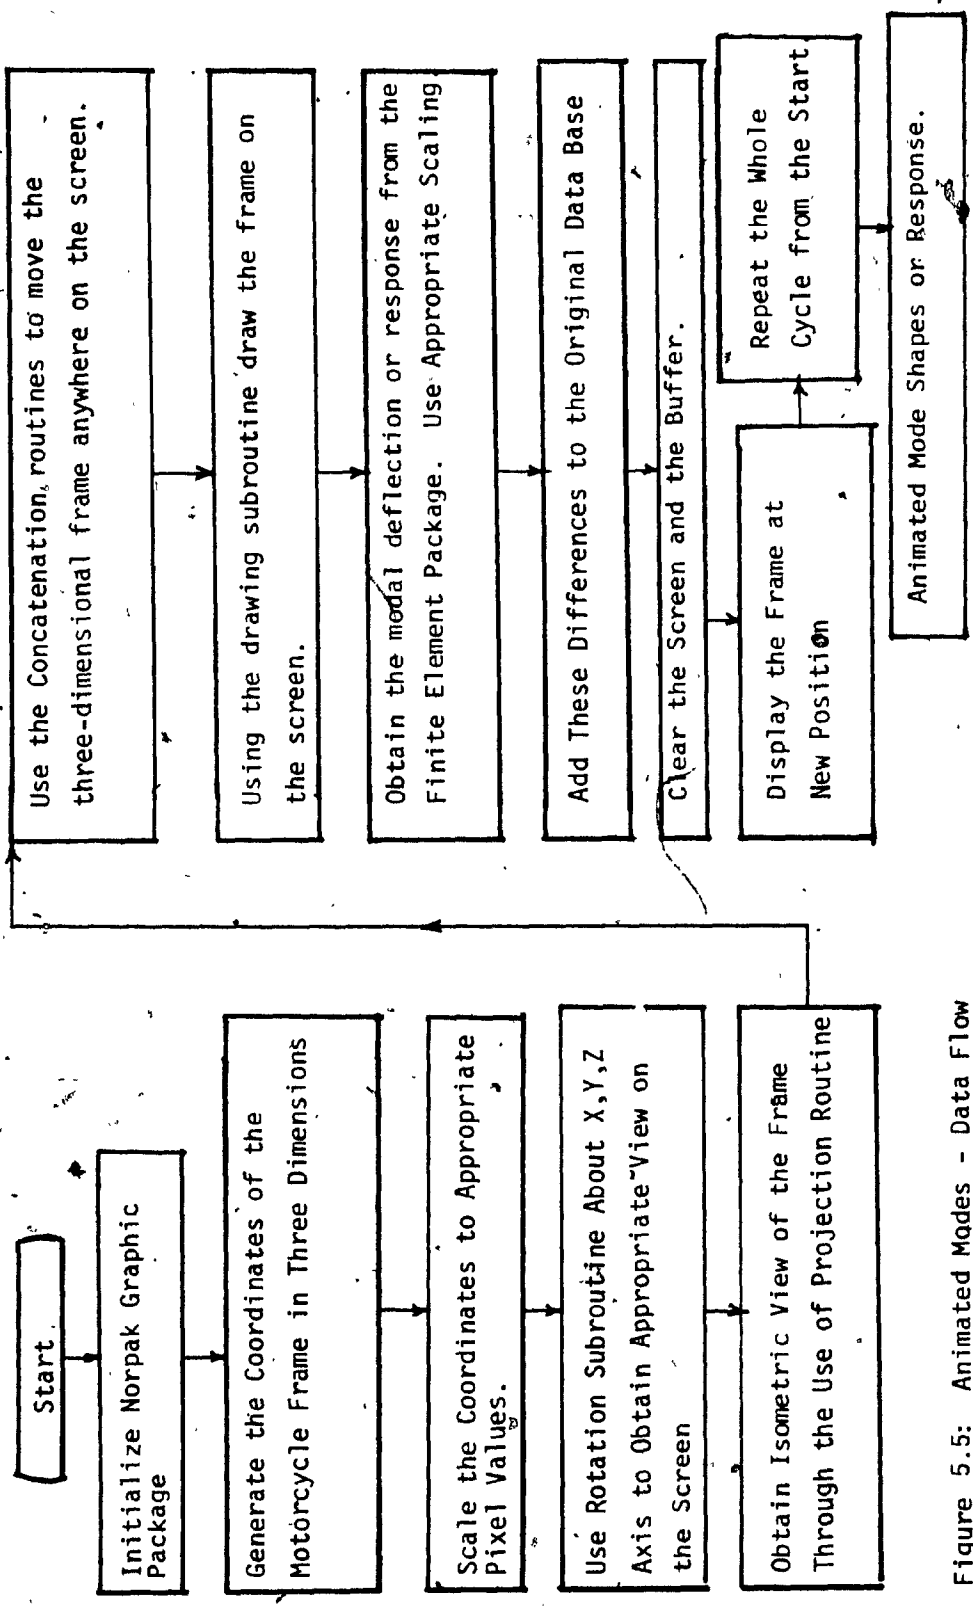 Start
Initialize Norpak Graphic
Package
Generate the Coordinates of the
Motorcycle Frame in Three Dimensions
Scale the Coordinates to Appropriate
Pixel Values.
Use Rotation Subroutine About X,Y,Z
Axis to Obtain Appropriate View on
the Screen
Obtain Isometric View of the Frame
Through the Use of Projection Routine
Use the Concatenation routines to move the
three-dimensional frame anywhere on the screen.
Using the drawing subroutine draw the frame on
the screen.
Obtain the modal deflection or response from the
Finite Element Package. Use Appropriate Scaling
Add These Differences to the Original Data Base
Clear the Screen and the Buffer.
Display the Frame at
New Position
Repeat the Whole
Cycle from the Start
Animated Mode Shapes or Response.
Figure 5.5: Animated Modes - Data Flow